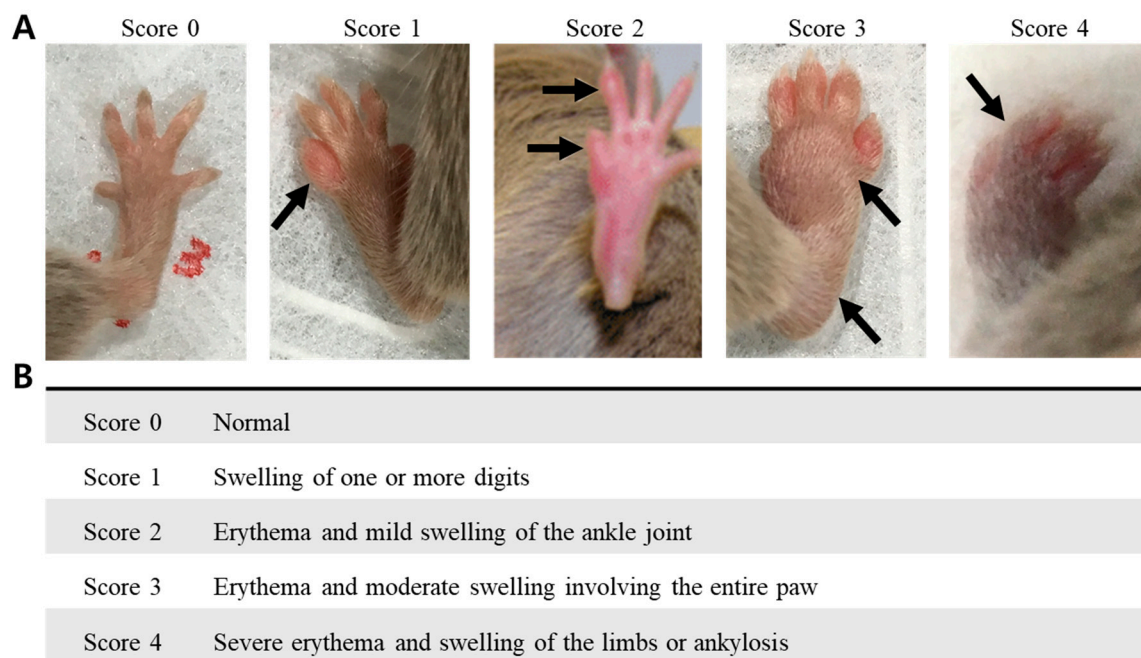 A
Score 0
Score 1
Score 2
Score 3
Score 4
B
Score 0 Normal
Score 1 Swelling of one or more digits
Score 2 Erythema and mild swelling of the ankle joint
Score 3 Erythema and moderate swelling involving the entire paw
Score 4 Severe erythema and swelling of the limbs or ankylosis